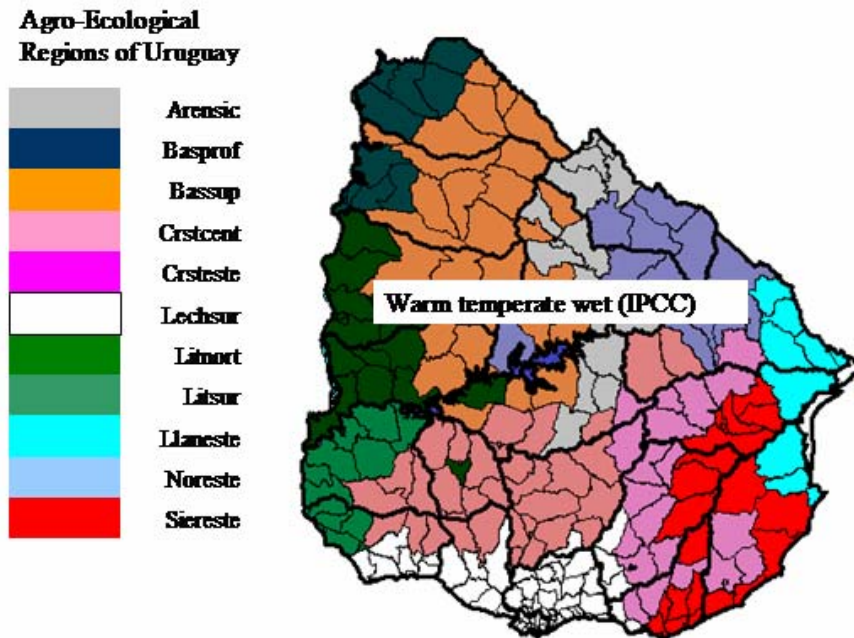 Agro-Ecological
Regions of Uruguay
Arensic
Basprof
Bassup
Crstcent
Crsteste
Lechsur
Litnort
Litsur
Llaneste
Noreste
Siereste
Warm temperate wet (IPCC)